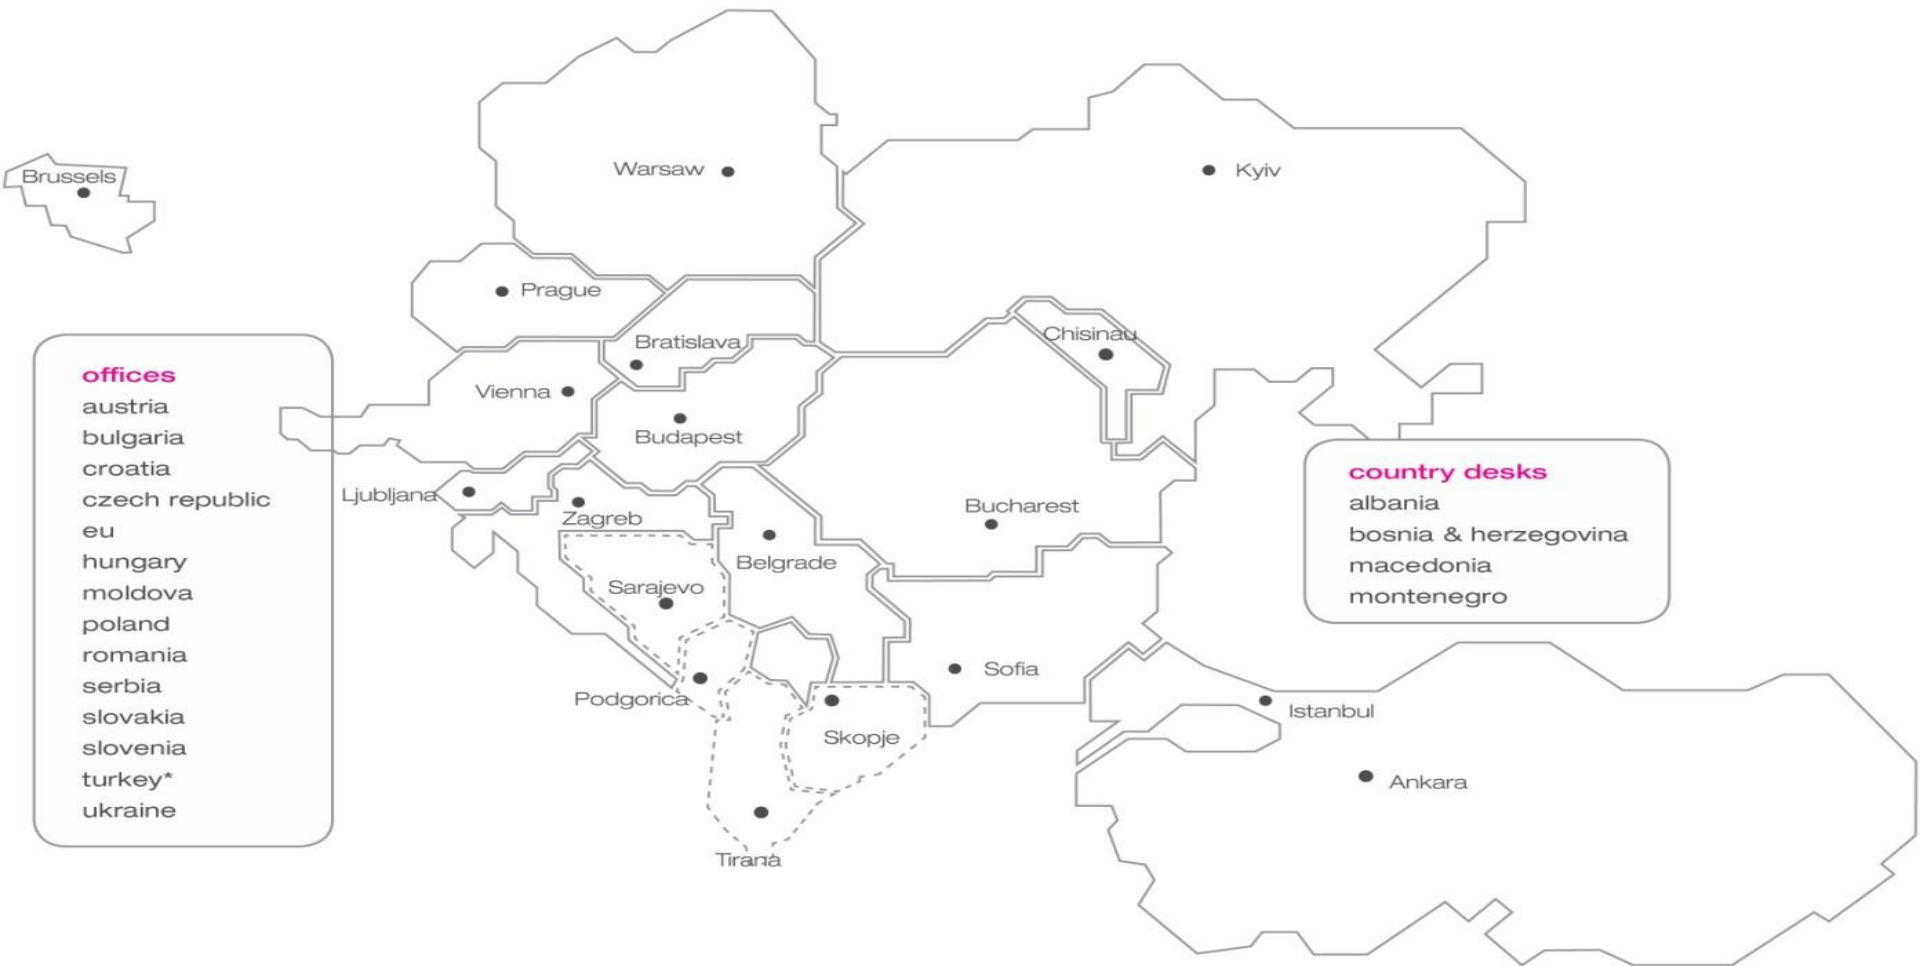 Warsaw
Kyiv
Brussels
Prague
Chisinau
Bratislava
Vienna
Budapest
Ljubljana
Zagreb
Bucharest
Belgrade
Sarajevo
Sofia
Podgorica
Istanbul
Skopje
Ankara
Tirana
offices
austria
bulgaria
croatia
czech republic
eu
hungary
moldova
poland
romania
serbia
slovakia
slovenia
turkey*
ukraine
country desks
albania
bosnia & herzegovina
macedonia
montenegro